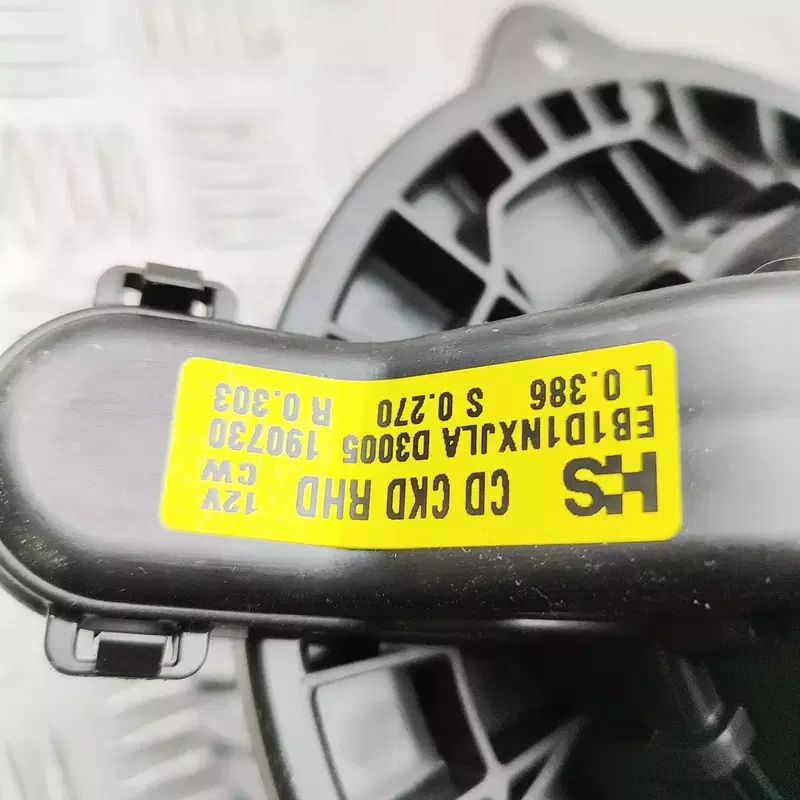 HS CD CKD RHD 12V CW
EB1D1NXJLA D3005 190730
L 0.386 S 0.270 R 0.303